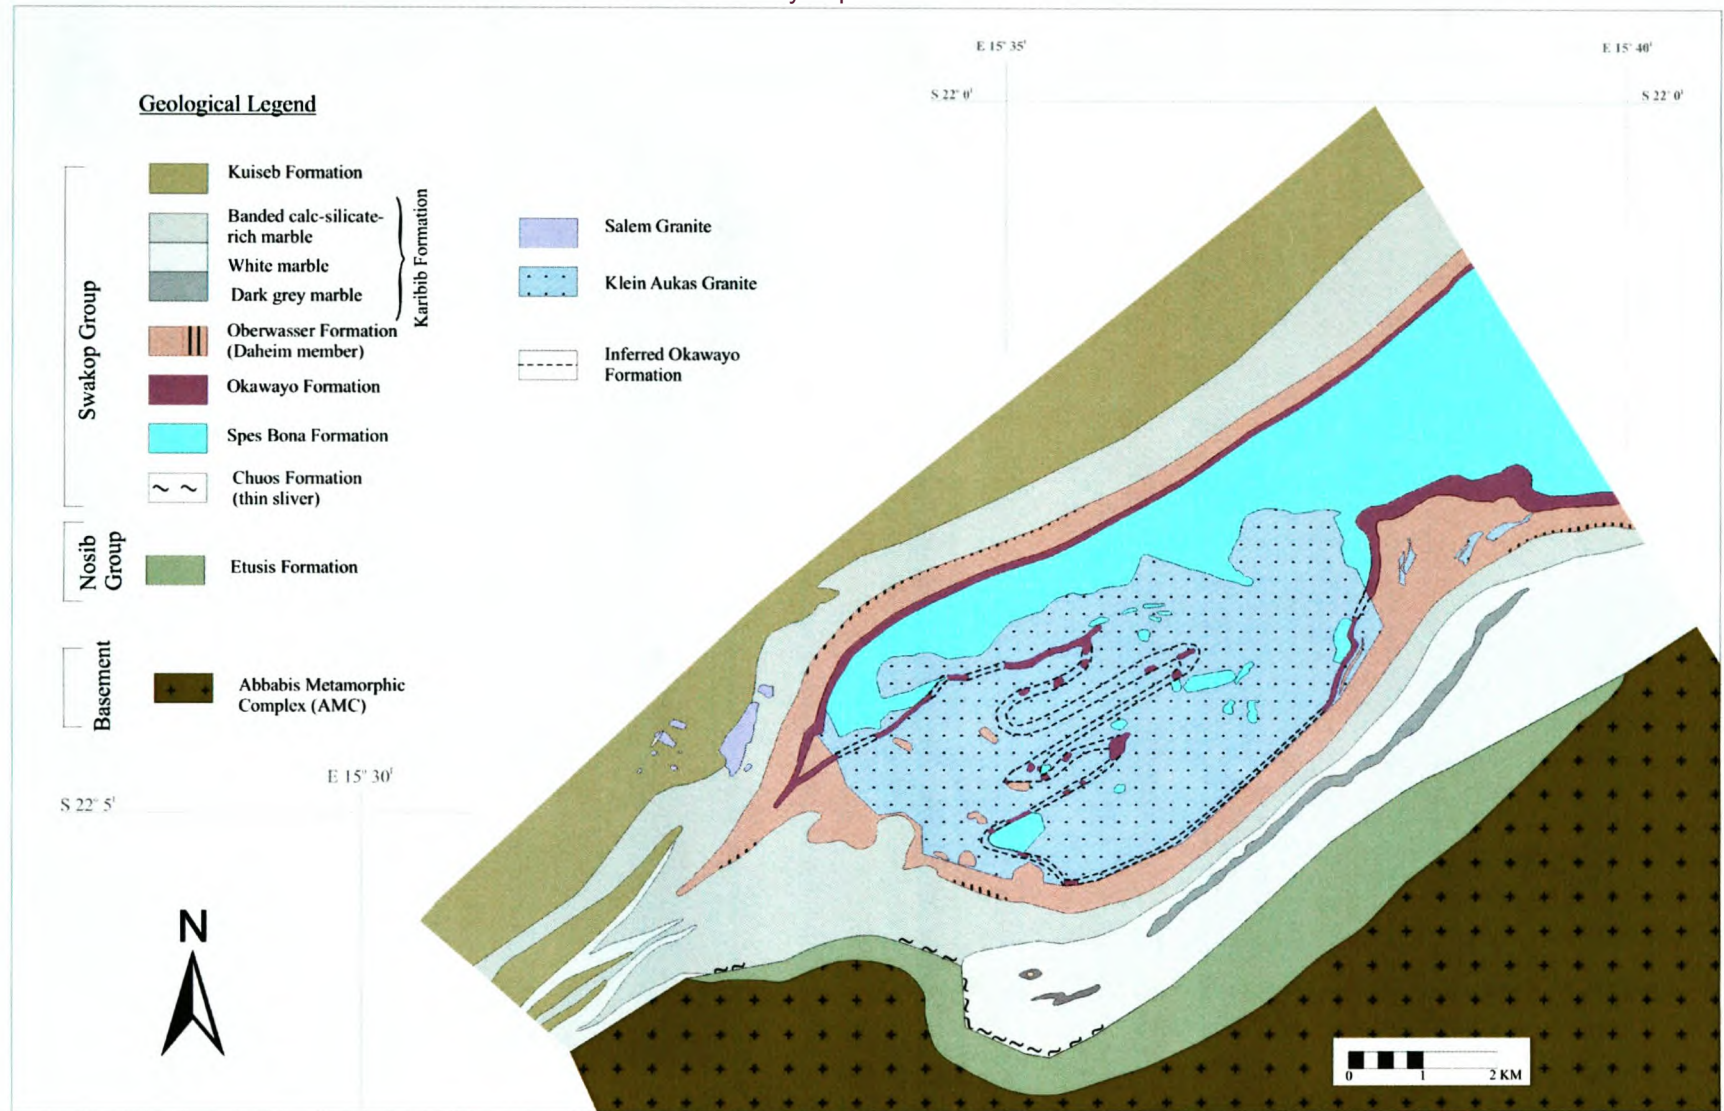 E 15° 35'
E 15° 40'
S 22° 0'
S 22° 0'
Geological Legend
Kuiseb Formation
Banded calc-silicate-
rich marble
White marble
Dark grey marble
Karibib Formation
Oberwasser Formation
(Daheim member)
Okawayo Formation
Spes Bona Formation
Chuos Formation
(thin sliver)
Swakop Group
Etusis Formation
Nosib
Group
Abbabis Metamorphic
Complex (AMC)
Basement
Salem Granite
Klein Aukas Granite
Inferred Okawayo
Formation
E 15° 30'
S 22° 5'
N
0 1 2 KM